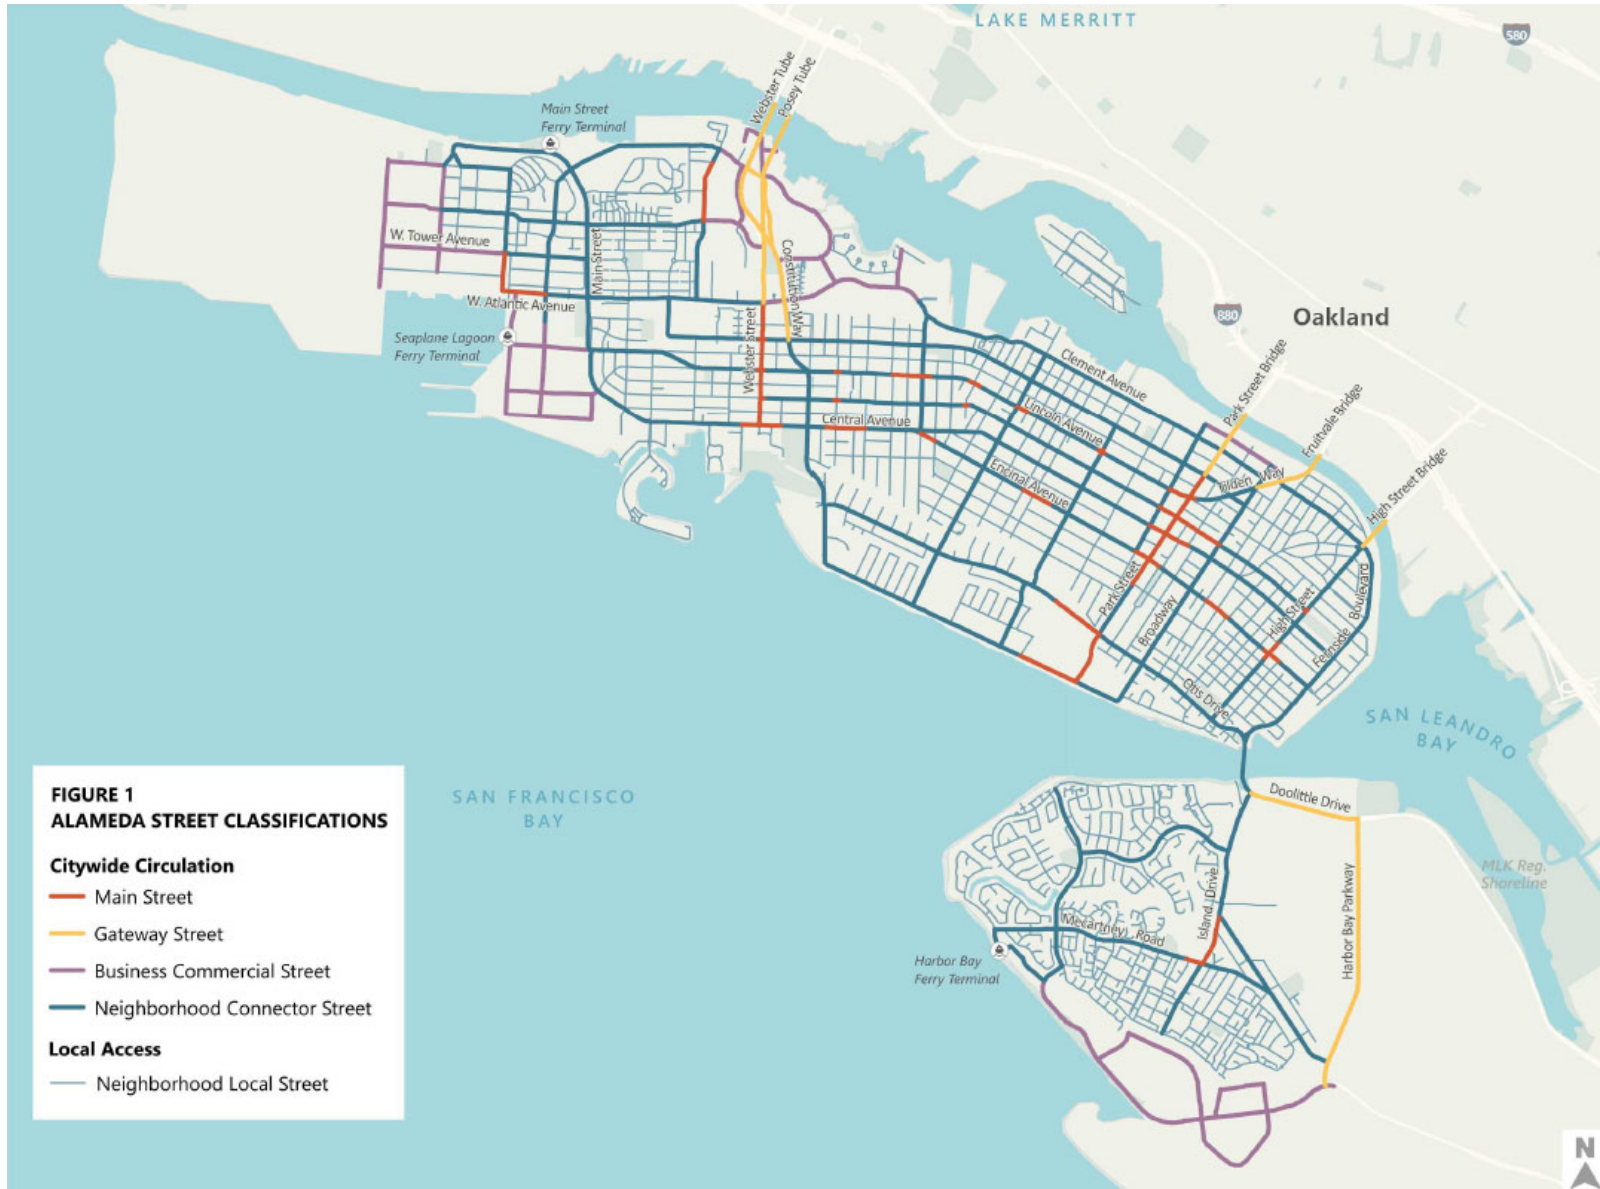 LAKE MERRITT
580
Webster Tube
Posey Tube
Main Street
Ferry Terminal
W. Tower Avenue
Main Street
Constitution Way
W. Atlantic Avenue
Seaplane Lagoon
Ferry Terminal
Webster Street
880
Oakland
Clement Avenue
Park Street Bridge
Fruitvale Bridge
High Street Bridge
Lincoln Avenue
Central Avenue
Encinal Avenue
Tilden Way
Park Street
Broadway
High Street
Fernside Boulevard
Otis Drive
SAN LEANDRO
BAY
SAN FRANCISCO
BAY
Doolittle Drive
MLK Reg.
Shoreline
Island Drive
Harbor Bay Parkway
Mecartney Road
Harbor Bay
Ferry Terminal
FIGURE 1
ALAMEDA STREET CLASSIFICATIONS
Citywide Circulation
Main Street
Gateway Street
Business Commercial Street
Neighborhood Connector Street
Local Access
Neighborhood Local Street
N